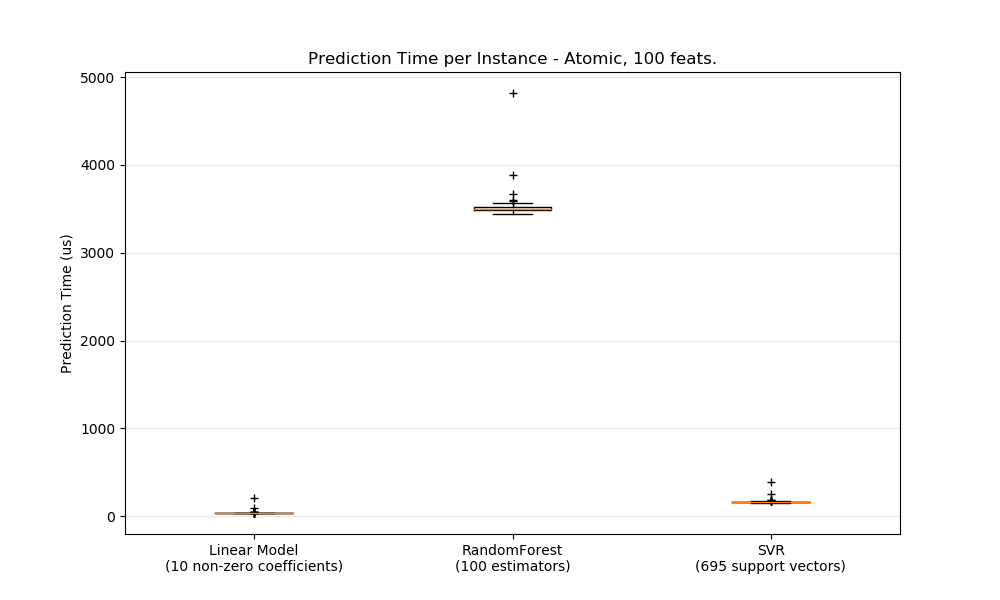 Prediction Time per Instance - Atomic, 100 feats.
Prediction Time (us)
5000
4000
3000
2000
1000
0
Linear Model
(10 non-zero coefficients)
RandomForest
(100 estimators)
SVR
(695 support vectors)